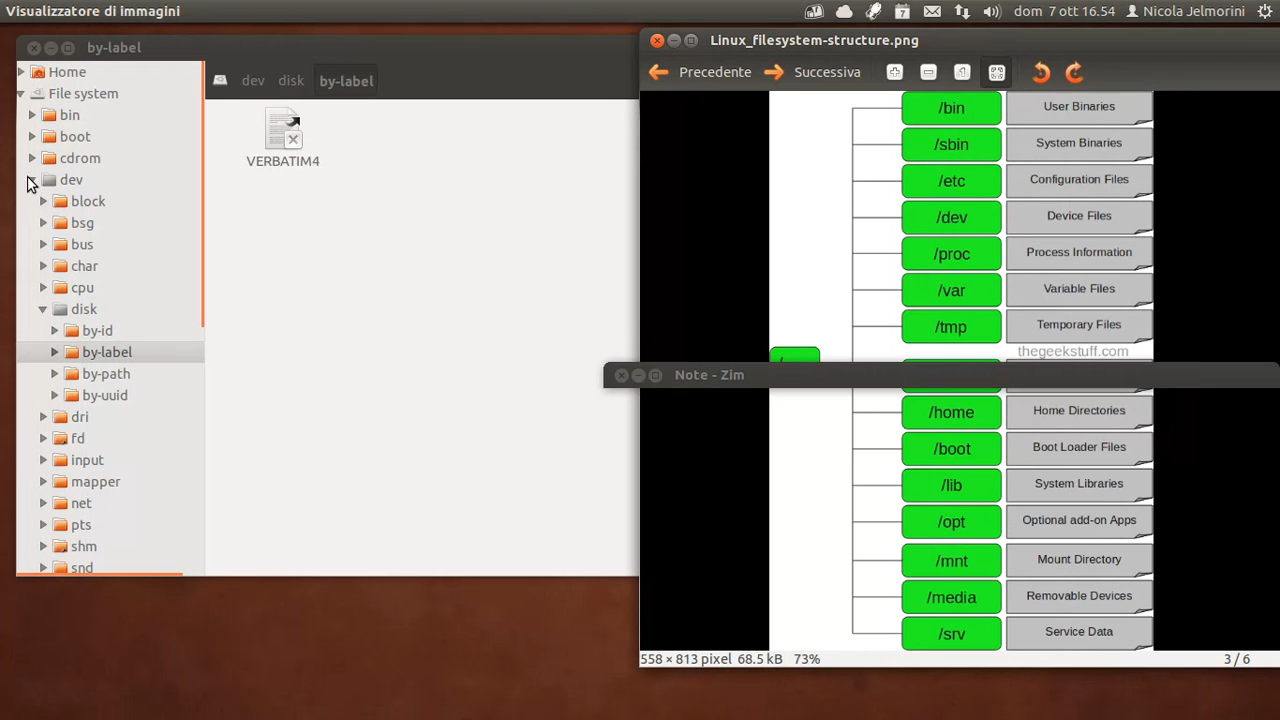 Visualizzatore di immagini
7
dom 7 ott 16.54
Nicola Jelmorini
by-label
Home
File system
bin
boot
cdrom
dev
block
bsg
bus
char
cpu
disk
by-id
by-label
by-path
by-uuid
dri
fd
input
mapper
net
pts
shm
snd
dev disk by-label
VERBATIM4
Linux_filesystem-structure.png
Precedente Successiva
/bin User Binaries
/sbin System Binaries
/etc Configuration Files
/dev Device Files
/proc Process Information
/var Variable Files
/tmp Temporary Files
thegeekstuff.com
Note - Zim
/home Home Directories
/boot Boot Loader Files
/lib System Libraries
/opt Optional add-on Apps
/mnt Mount Directory
/media Removable Devices
/srv Service Data
558 × 813 pixel 68.5 kB 73% 3 / 6